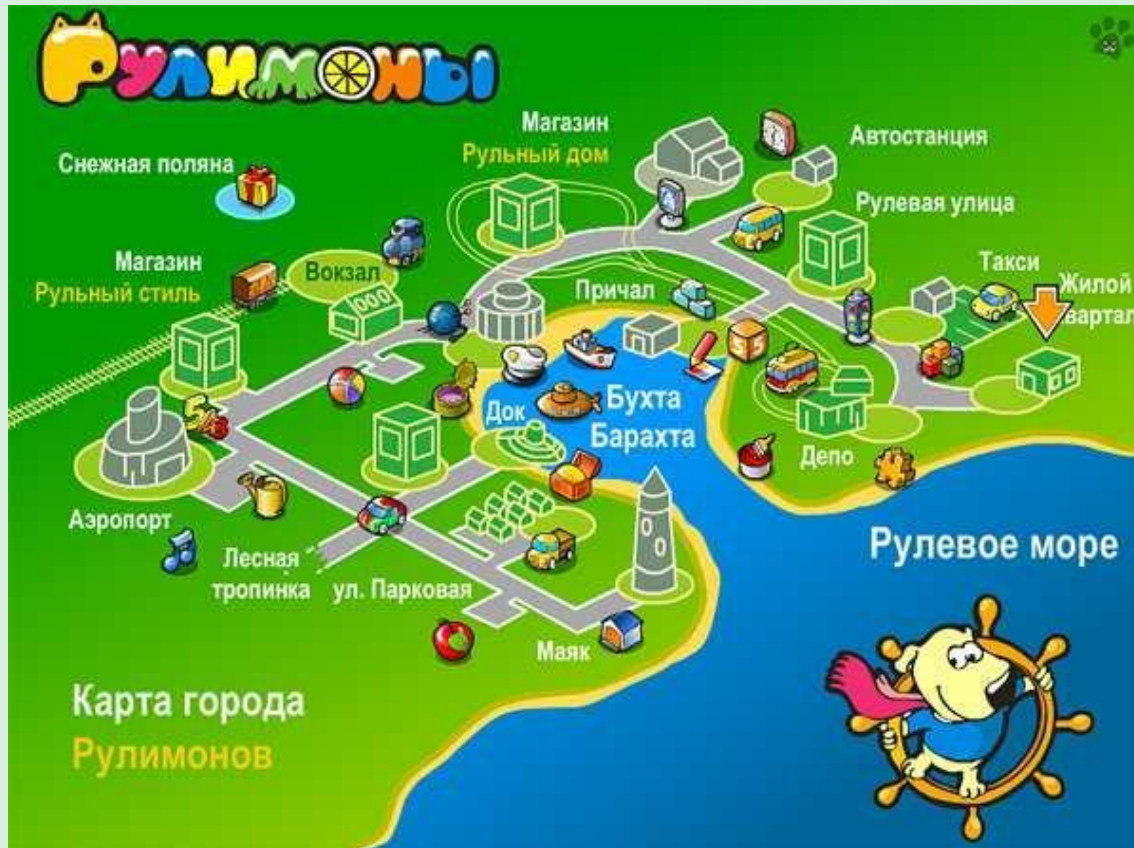 Рулимоны
Снежная поляна
Магазин
Рульный дом
Автостанция
Рулевая улица
Магазин
Рульный стиль
Вокзал
Причал
Такси
Жилой
квартал
Док
Бухта
Барахта
Депо
Аэропорт
Рулевое море
Лесная
тропинка
ул. Парковая
Маяк
Карта города
Рулимонов